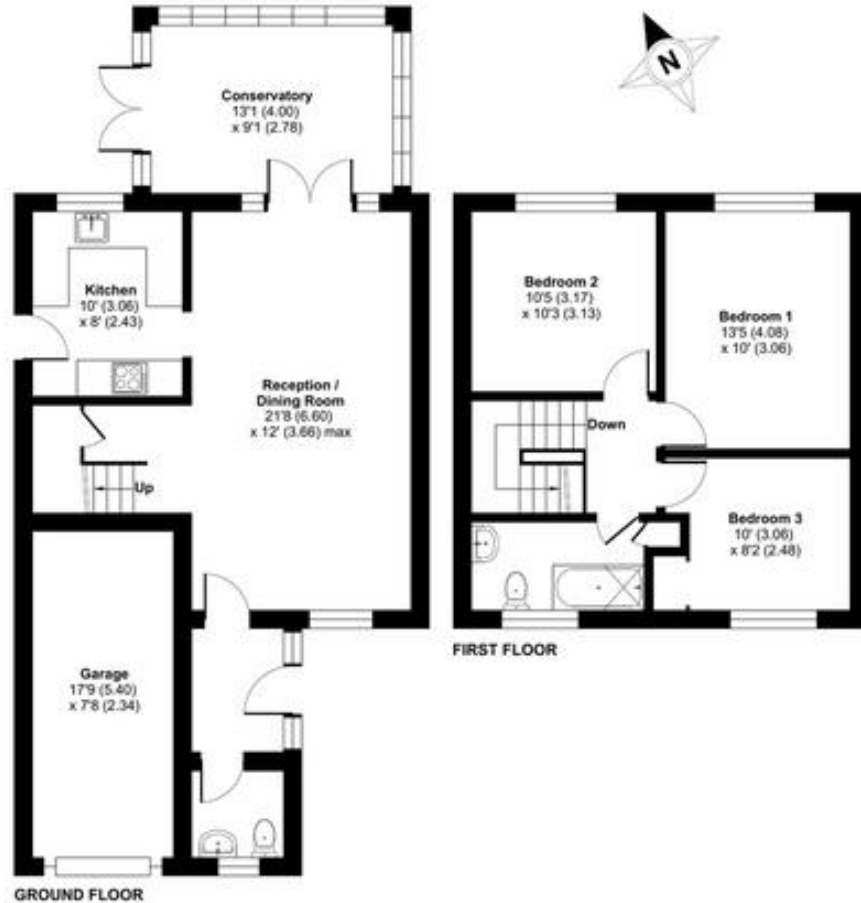 Conservatory
13'1 (4.00)
x 9'1 (2.78)
N
Kitchen
10' (3.06)
x 8' (2.43)
Reception /
Dining Room
21'8 (6.60)
x 12' (3.66) max
Up
Garage
17'9 (5.40)
x 7'8 (2.34)
GROUND FLOOR
Bedroom 2
10'5 (3.17)
x 10'3 (3.13)
Bedroom 1
13'5 (4.08)
x 10' (3.06)
Down
Bedroom 3
10' (3.06)
x 8'2 (2.48)
FIRST FLOOR